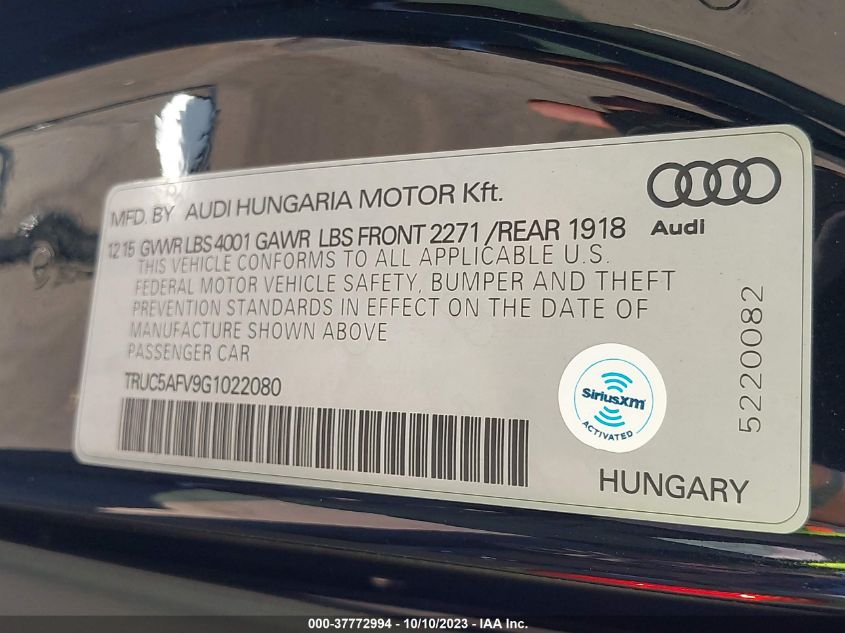 MFD. BY AUDI HUNGARIA MOTOR Kft.
Audi
12 15 GVWR LBS 4001 GAWR LBS FRONT 2271 /REAR 1918
THIS VEHICLE CONFORMS TO ALL APPLICABLE U.S.
FEDERAL MOTOR VEHICLE SAFETY, BUMPER AND THEFT
PREVENTION STANDARDS IN EFFECT ON THE DATE OF
MANUFACTURE SHOWN ABOVE
PASSENGER CAR
TRUC5AFV9G1022080
SiriusXM
ACTIVATED
5220082
HUNGARY
000-37772994 - 10/10/2023 - IAA Inc.